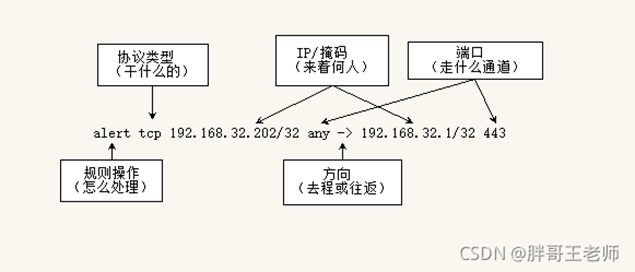 协议类型
（干什么的）
IP/掩码
（来着何人）
端口
（走什么通道）
alert tcp 192.168.32.202/32 any -> 192.168.32.1/32 443
规则操作
（怎么处理）
方向
（去程或往返）
CSDN @胖哥王老师